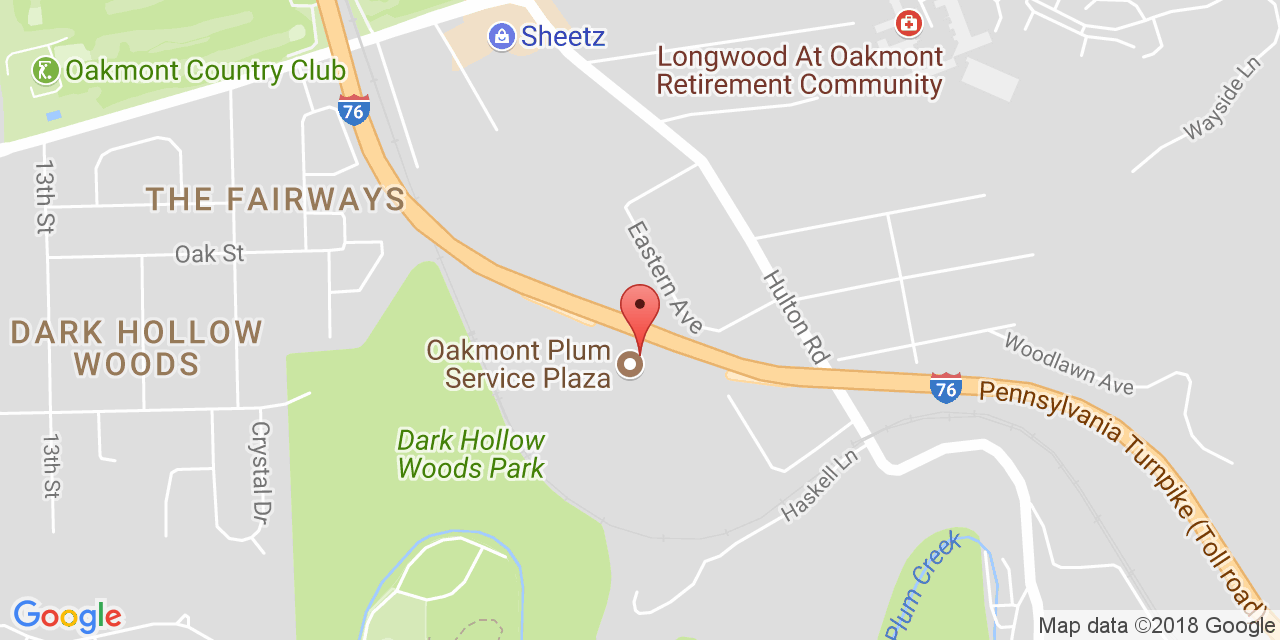 Sheetz
Oakmont Country Club
Longwood At Oakmont
Retirement Community
Wayside Ln
76
13th St
THE FAIRWAYS
Oak St
Eastern Ave
Hulton Rd
DARK HOLLOW
WOODS
Oakmont Plum
Service Plaza
Woodlawn Ave
76
Pennsylvania Turnpike (Toll road)
13th St
Crystal Dr
Dark Hollow
Woods Park
Haskell Ln
Plum Creek
Google
Map data ©2018 Google